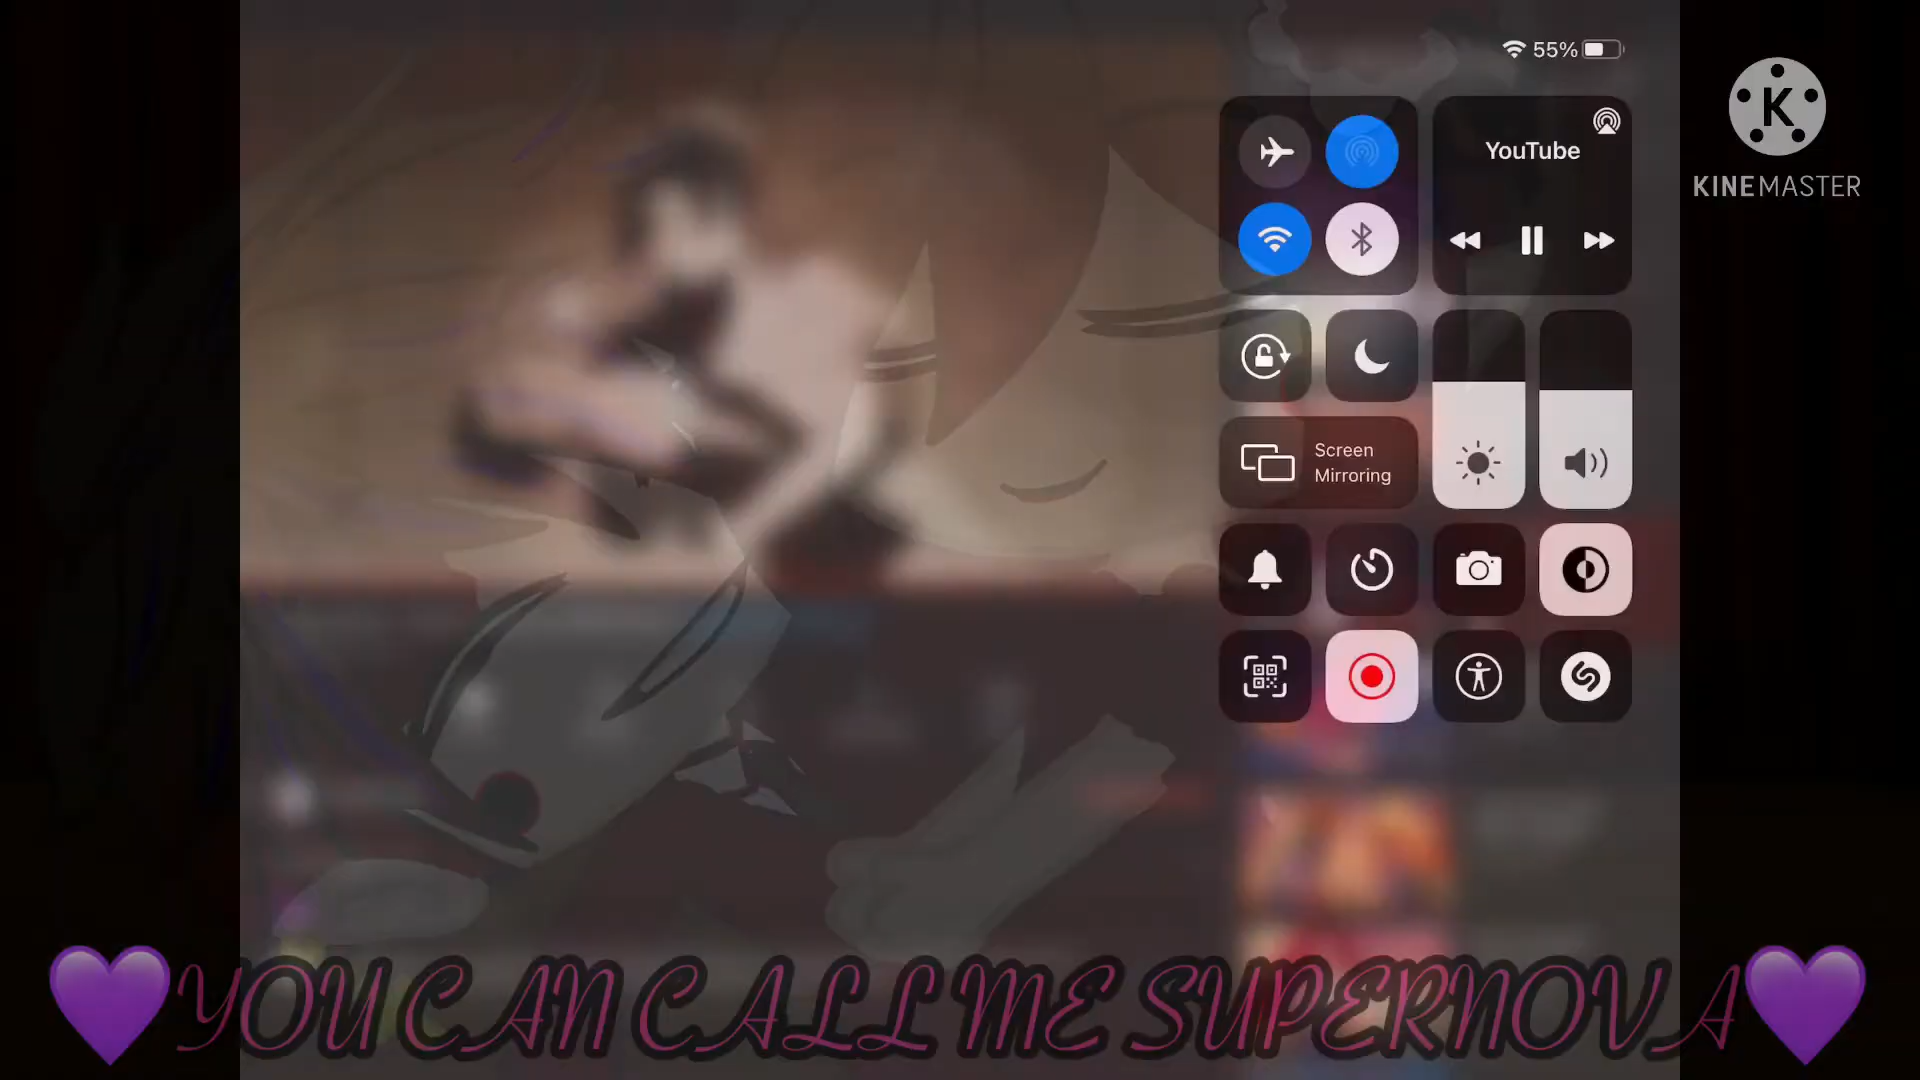 55%
YouTube
K
KINEMASTER
Screen
Mirroring
YOU CAN CALL ME SUPERNOVA